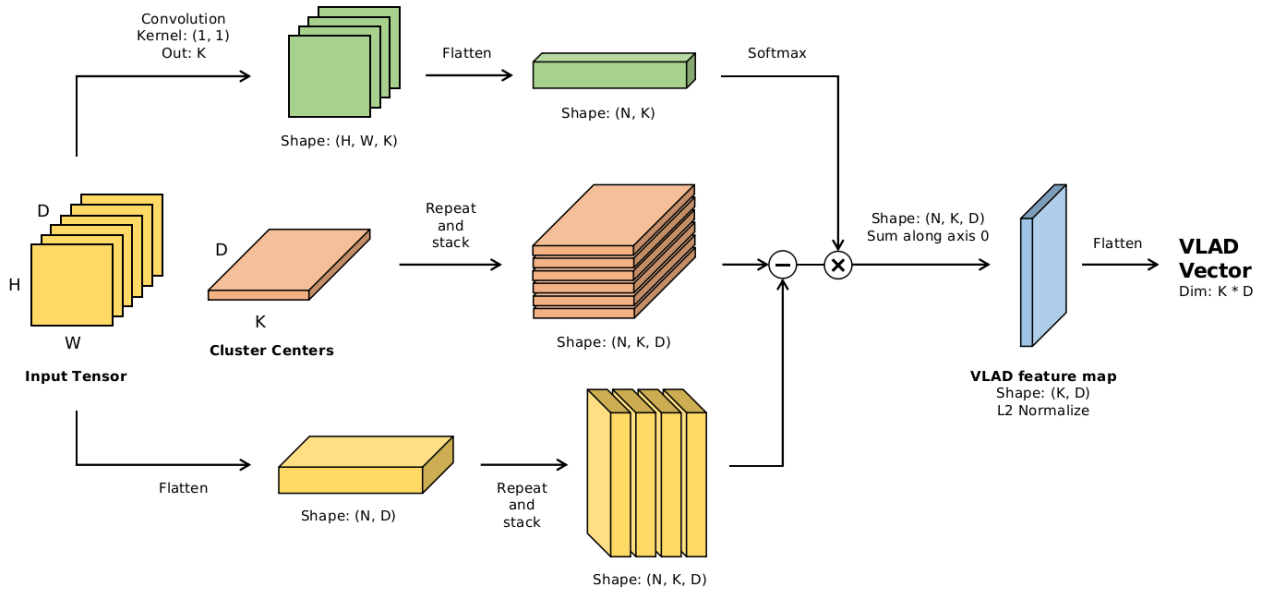 Convolution
Kernel: (1, 1)
Out: K
Flatten
Softmax
Shape: (H, W, K)
Shape: (N, K)
D
H
W
Input Tensor
D
K
Cluster Centers
Repeat
and
stack
Shape: (N, K, D)
−
×
Shape: (N, K, D)
Sum along axis 0
VLAD feature map
Shape: (K, D)
L2 Normalize
Flatten
VLAD
Vector
Dim: K * D
Flatten
Shape: (N, D)
Repeat
and
stack
Shape: (N, K, D)